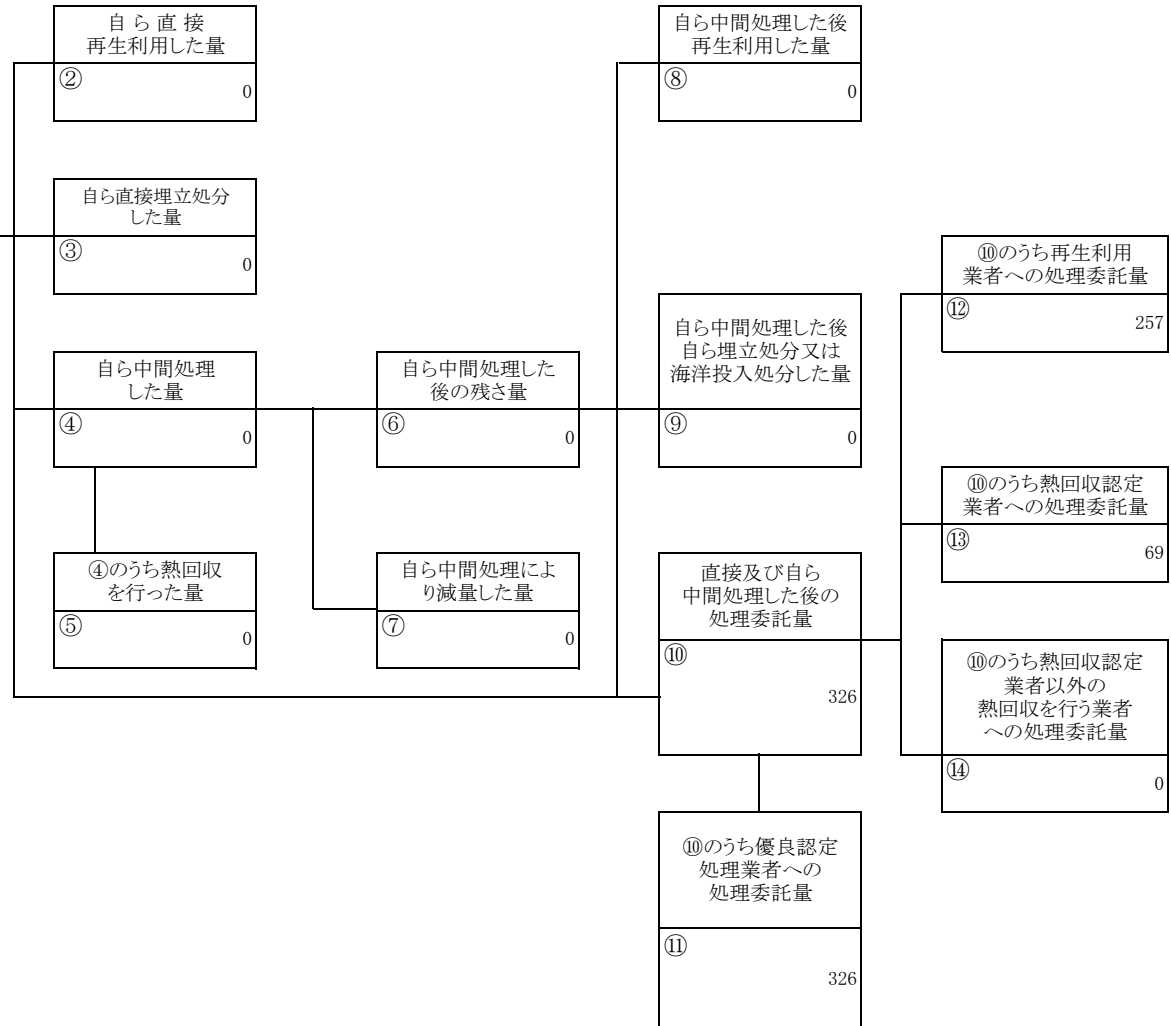 自ら直接
再生利用した量
②
0
自ら直接埋立処分
した量
③
0
自ら中間処理
した量
④
0
④のうち熱回収
を行った量
⑤
0
自ら中間処理した
後の残さ量
⑥
0
自ら中間処理によ
り減量した量
⑦
0
自ら中間処理した後
再生利用した量
⑧
0
自ら中間処理した後
自ら埋立処分又は
海洋投入処分した量
⑨
0
直接及び自ら
中間処理した後の
処理委託量
⑩
326
⑩のうち優良認定
処理業者への
処理委託量
⑪
326
⑩のうち再生利用
業者への処理委託量
⑫
257
⑩のうち熱回収認定
業者への処理委託量
⑬
69
⑩のうち熱回収認定
業者以外の
熱回収を行う業者
への処理委託量
⑭
0